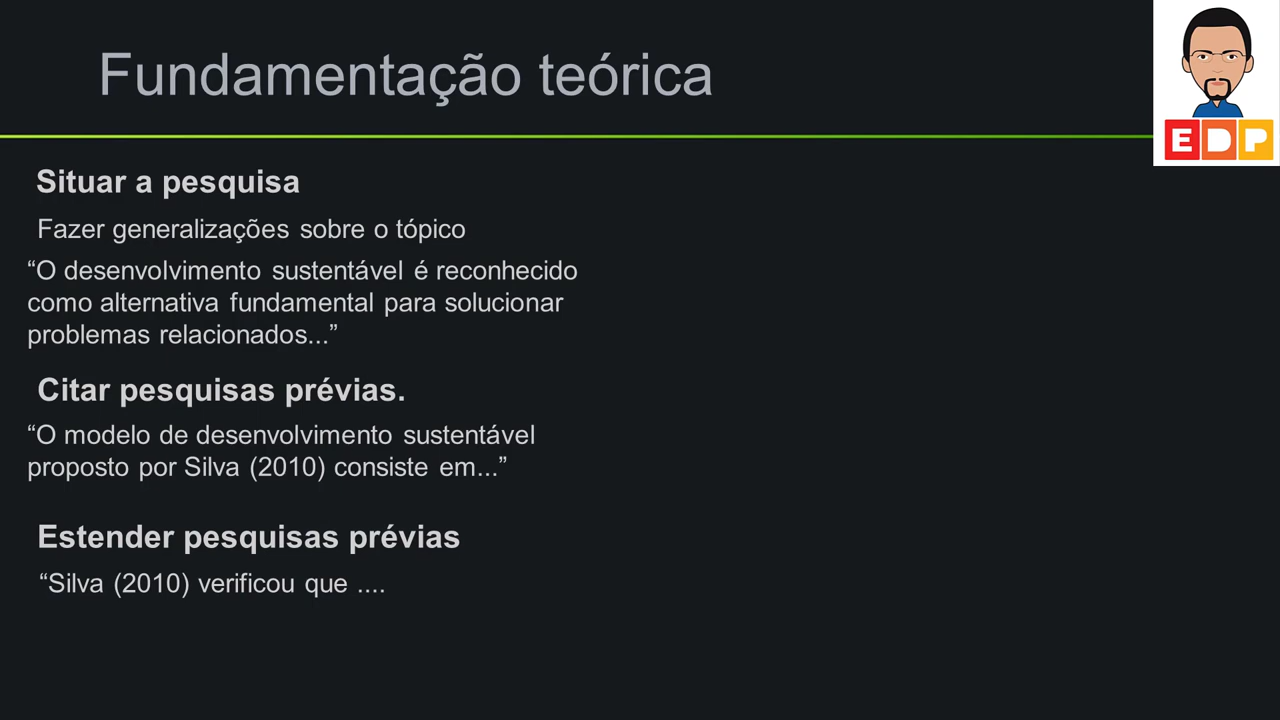 Fundamentação teórica
EDP
Situar a pesquisa
Fazer generalizações sobre o tópico
“O desenvolvimento sustentável é reconhecido
como alternativa fundamental para solucionar
problemas relacionados...”
Citar pesquisas prévias.
“O modelo de desenvolvimento sustentável
proposto por Silva (2010) consiste em...”
Estender pesquisas prévias
“Silva (2010) verificou que ....